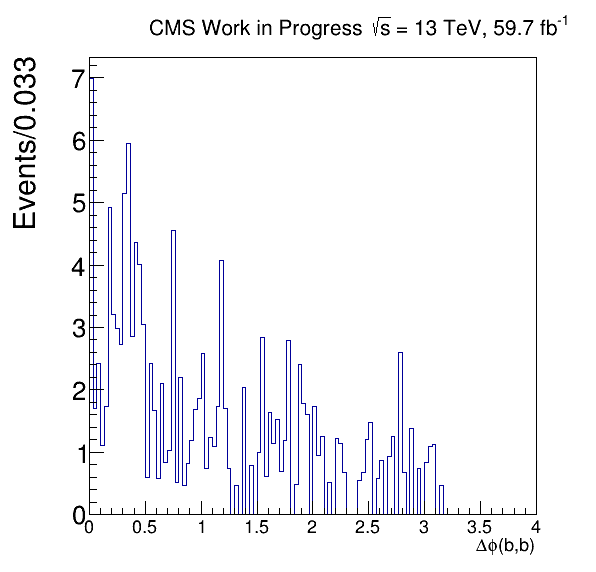 CMS Work in Progress √s = 13 TeV, 59.7 fb⁻¹
Events/0.033
7
6
5
4
3
2
1
0
0 0.5 1 1.5 2 2.5 3 3.5 4
Δϕ(b,b)